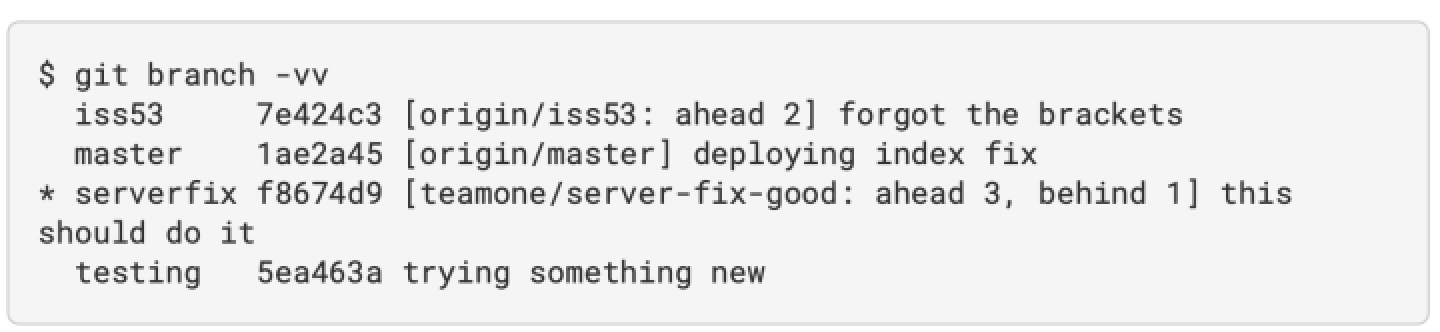 $ git branch -vv
  iss53     7e424c3 [origin/iss53: ahead 2] forgot the brackets
  master    1ae2a45 [origin/master] deploying index fix
* serverfix f8674d9 [teamone/server-fix-good: ahead 3, behind 1] this
should do it
  testing   5ea463a trying something new